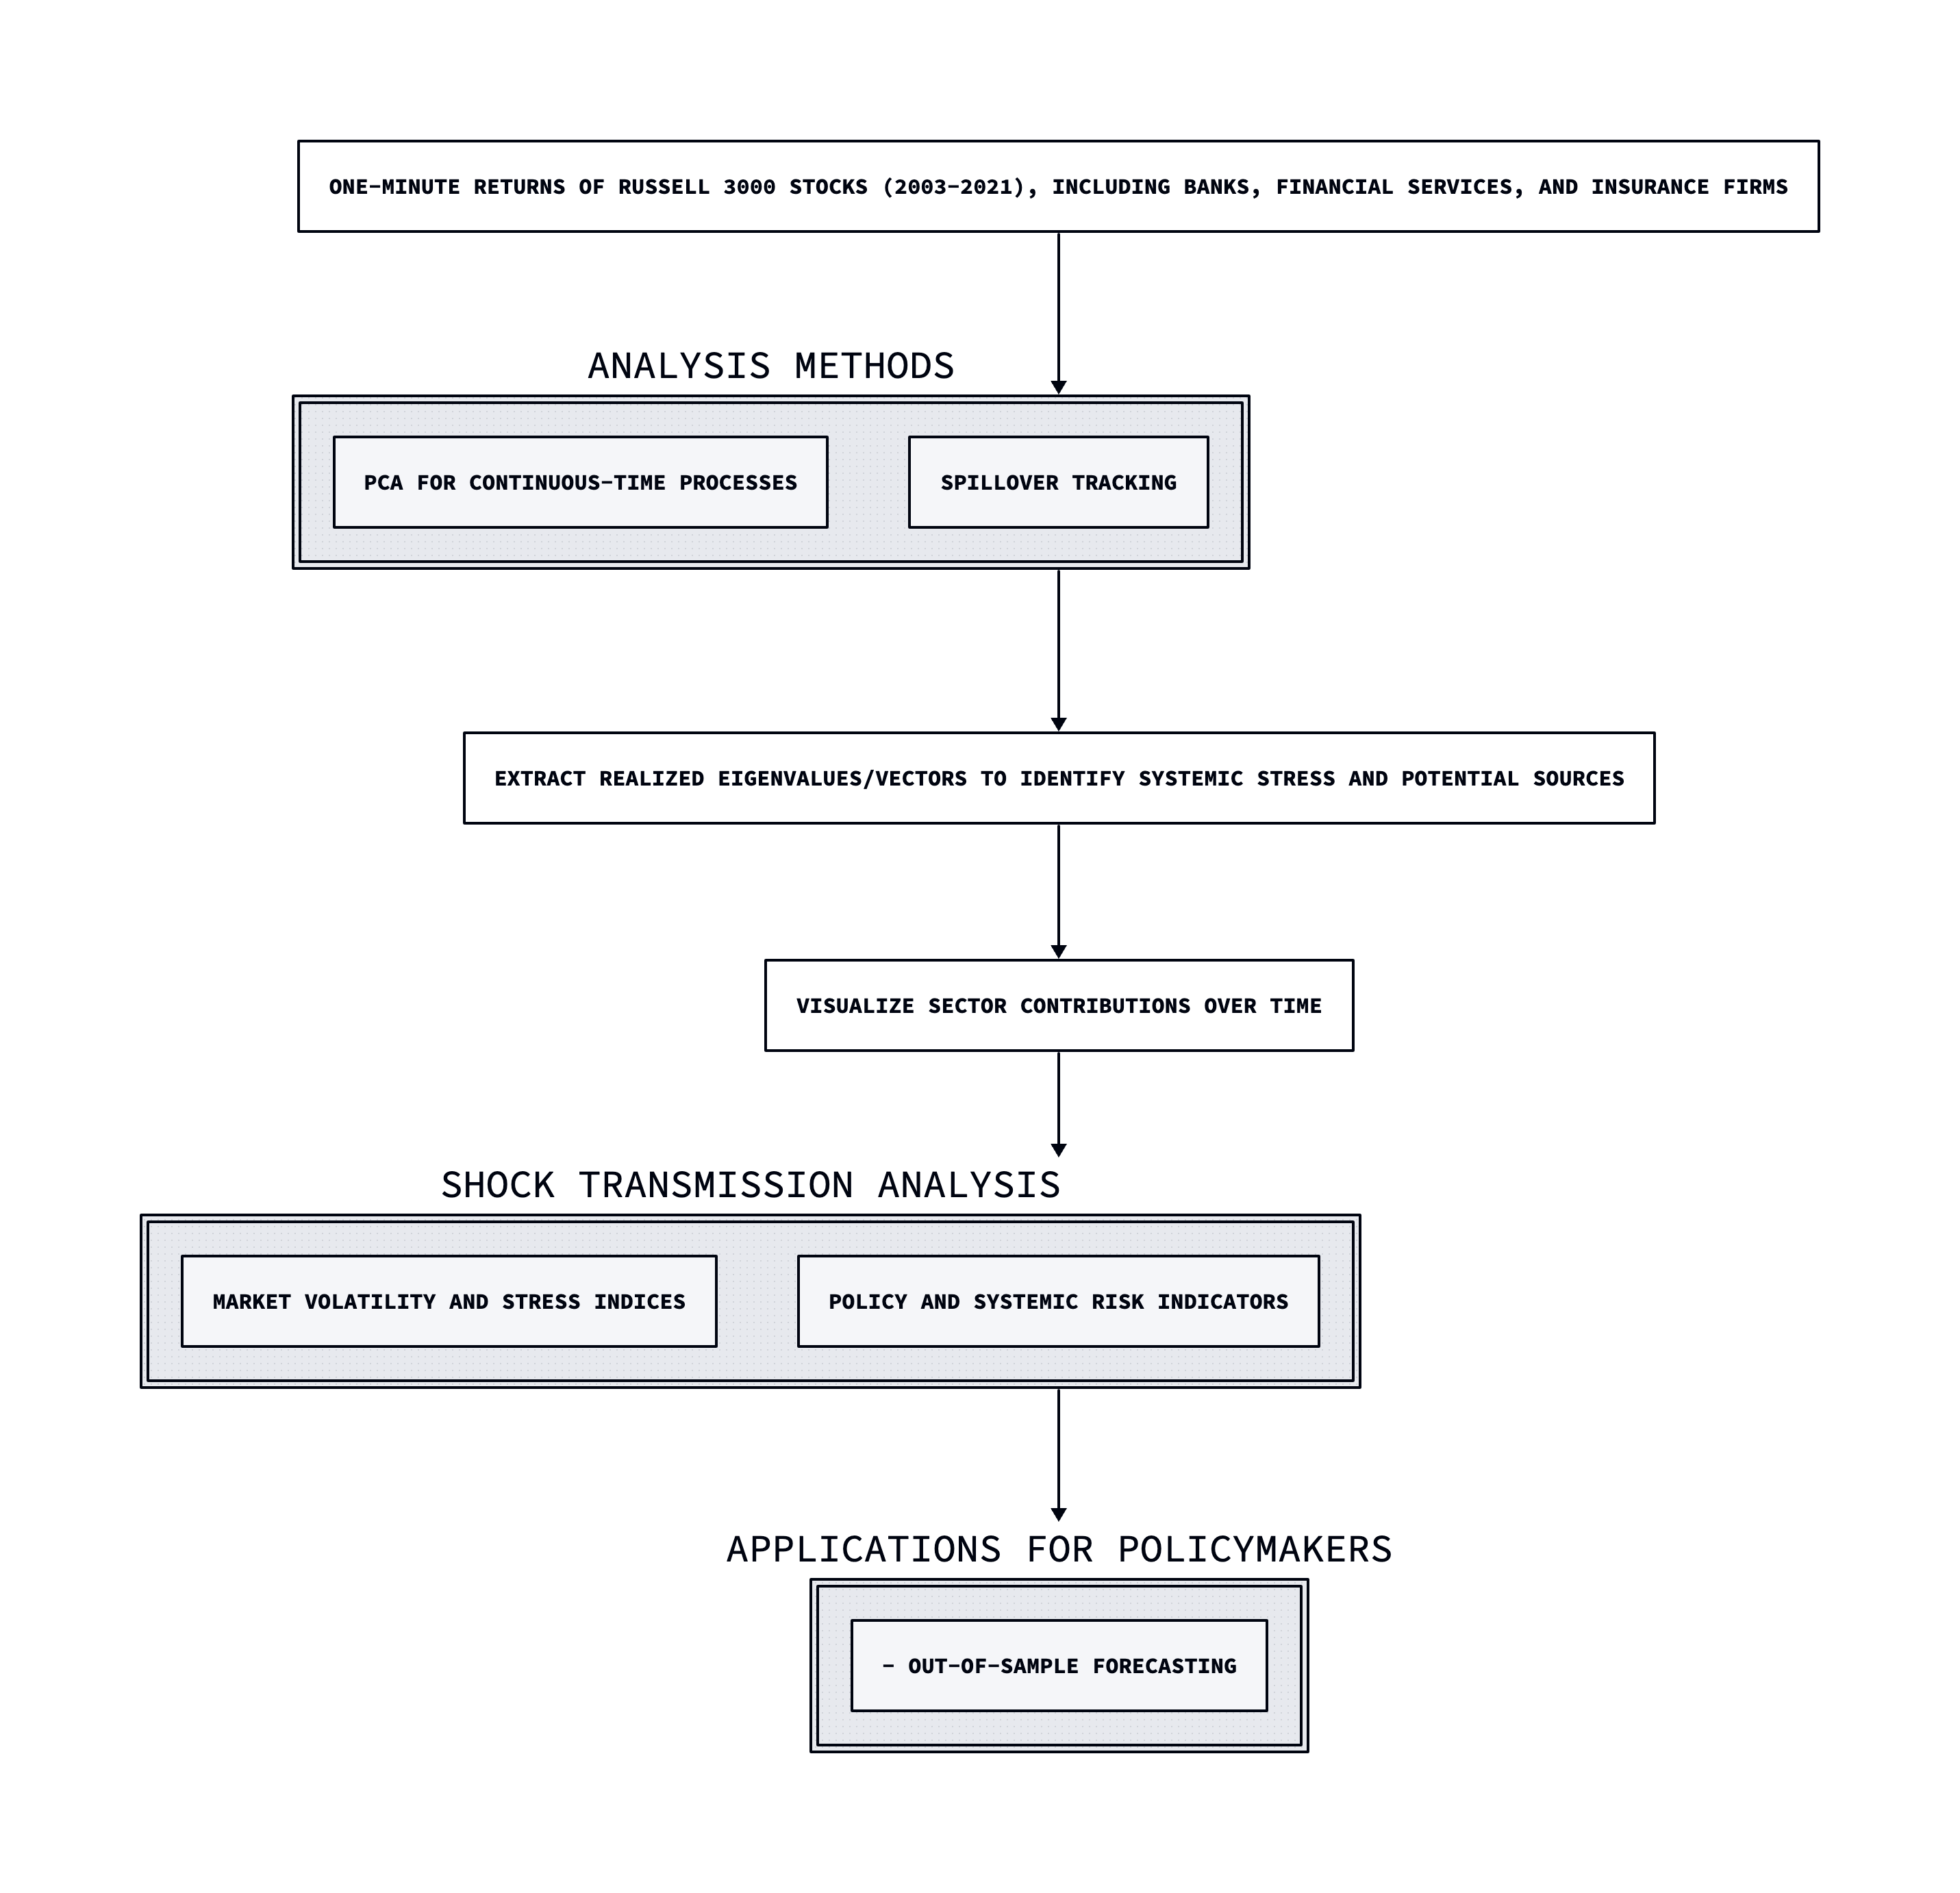 ONE-MINUTE RETURNS OF RUSSELL 3000 STOCKS (2003-2021), INCLUDING BANKS, FINANCIAL SERVICES, AND INSURANCE FIRMS
ANALYSIS METHODS
PCA FOR CONTINUOUS-TIME PROCESSES
SPILLOVER TRACKING
EXTRACT REALIZED EIGENVALUES/VECTORS TO IDENTIFY SYSTEMIC STRESS AND POTENTIAL SOURCES
VISUALIZE SECTOR CONTRIBUTIONS OVER TIME
SHOCK TRANSMISSION ANALYSIS
MARKET VOLATILITY AND STRESS INDICES
POLICY AND SYSTEMIC RISK INDICATORS
APPLICATIONS FOR POLICYMAKERS
- OUT-OF-SAMPLE FORECASTING